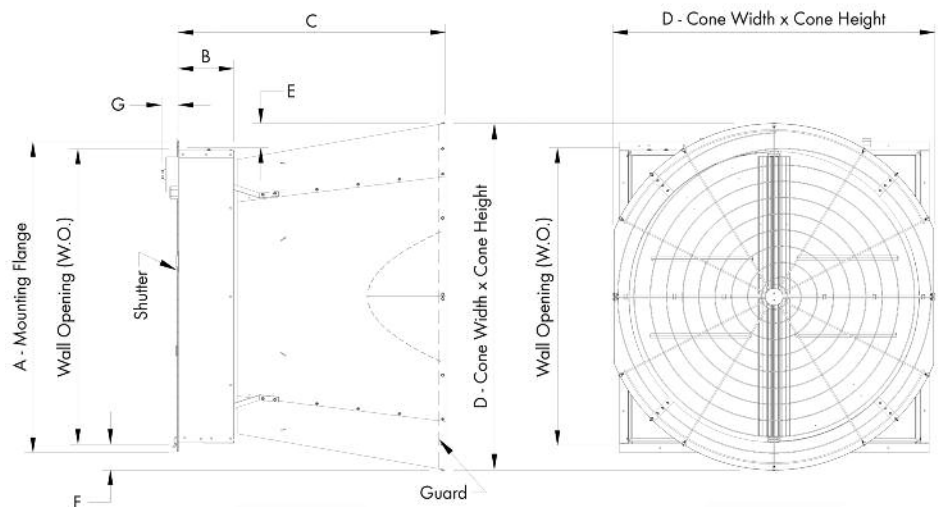 C
D - Cone Width x Cone Height
B
E
G
A - Mounting Flange
Wall Opening (W.O.)
Shutter
D - Cone Width x Cone Height
Wall Opening (W.O.)
F
Guard